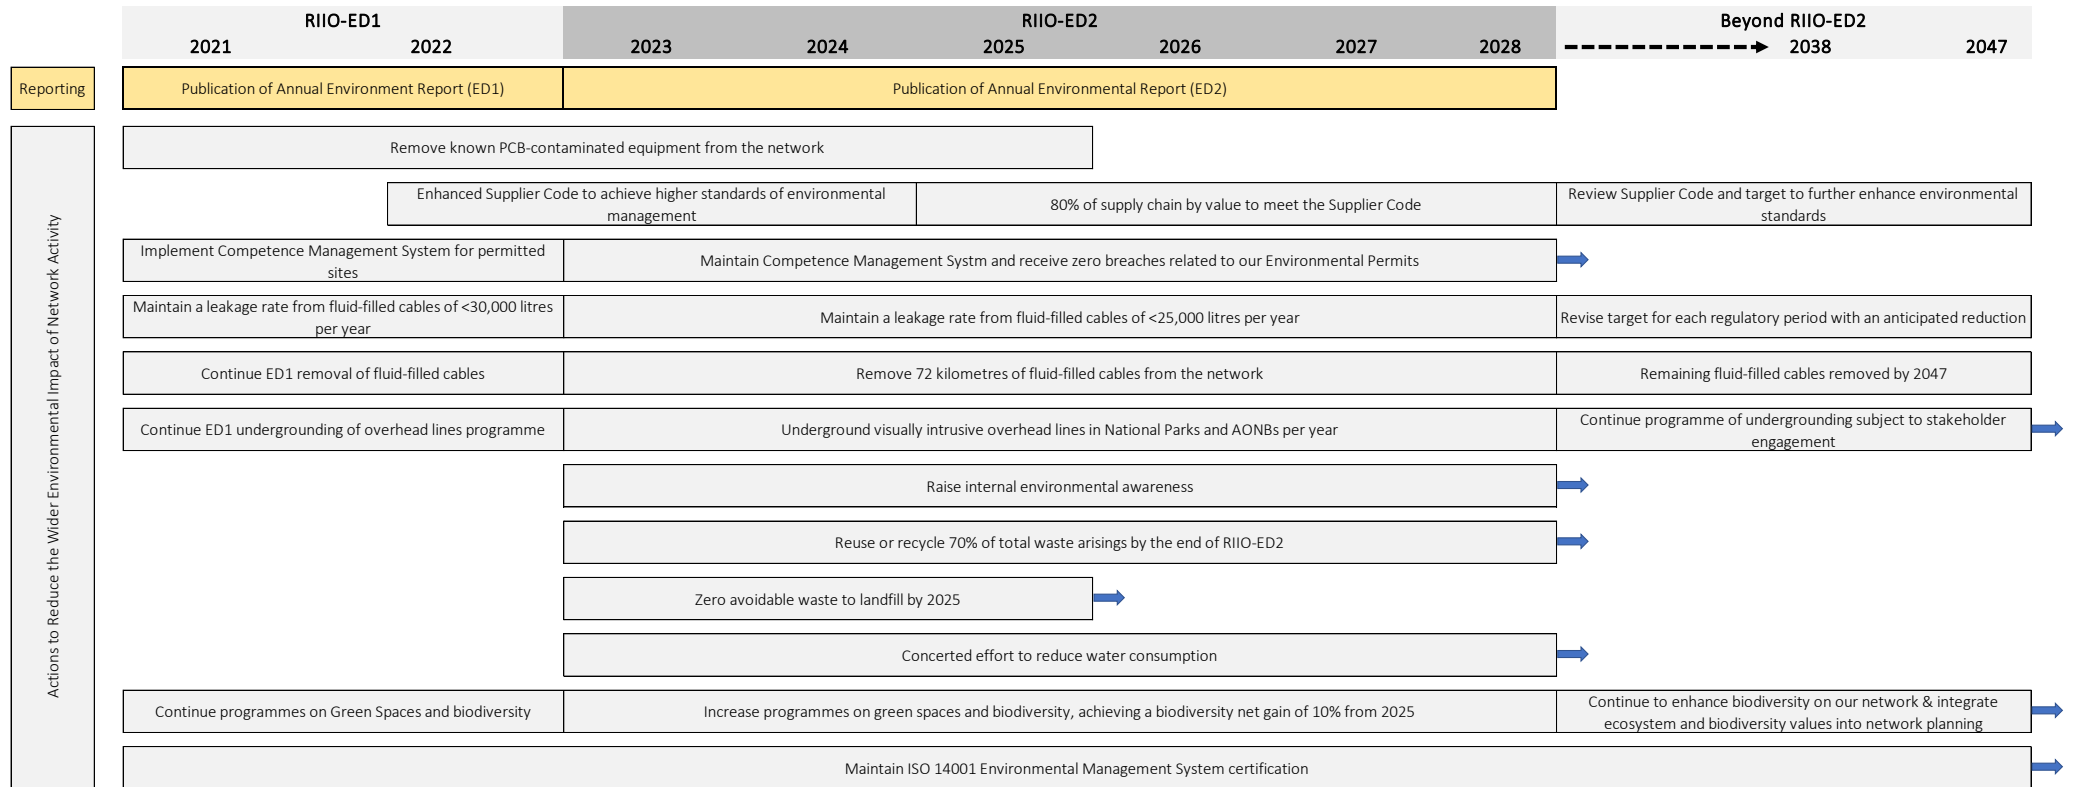 RIIO-ED1
RIIO-ED2
Beyond RIIO-ED2
2021
2022
2023
2024
2025
2026
2027
2028
2038
2047
Reporting
Publication of Annual Environment Report (ED1)
Publication of Annual Environmental Report (ED2)
Actions to Reduce the Wider Environmental Impact of Network Activity
Remove known PCB-contaminated equipment from the network
Enhanced Supplier Code to achieve higher standards of environmental
management
80% of supply chain by value to meet the Supplier Code
Review Supplier Code and target to further enhance environmental
standards
Implement Competence Management System for permitted
sites
Maintain Competence Management Systm and receive zero breaches related to our Environmental Permits
Maintain a leakage rate from fluid-filled cables of <30,000 litres
per year
Maintain a leakage rate from fluid-filled cables of <25,000 litres per year
Revise target for each regulatory period with an anticipated reduction
Continue ED1 removal of fluid-filled cables
Remove 72 kilometres of fluid-filled cables from the network
Remaining fluid-filled cables removed by 2047
Continue ED1 undergrounding of overhead lines programme
Underground visually intrusive overhead lines in National Parks and AONBs per year
Continue programme of undergrounding subject to stakeholder
engagement
Raise internal environmental awareness
Reuse or recycle 70% of total waste arisings by the end of RIIO-ED2
Zero avoidable waste to landfill by 2025
Concerted effort to reduce water consumption
Continue programmes on Green Spaces and biodiversity
Increase programmes on green spaces and biodiversity, achieving a biodiversity net gain of 10% from 2025
Continue to enhance biodiversity on our network & integrate
ecosystem and biodiversity values into network planning
Maintain ISO 14001 Environmental Management System certification